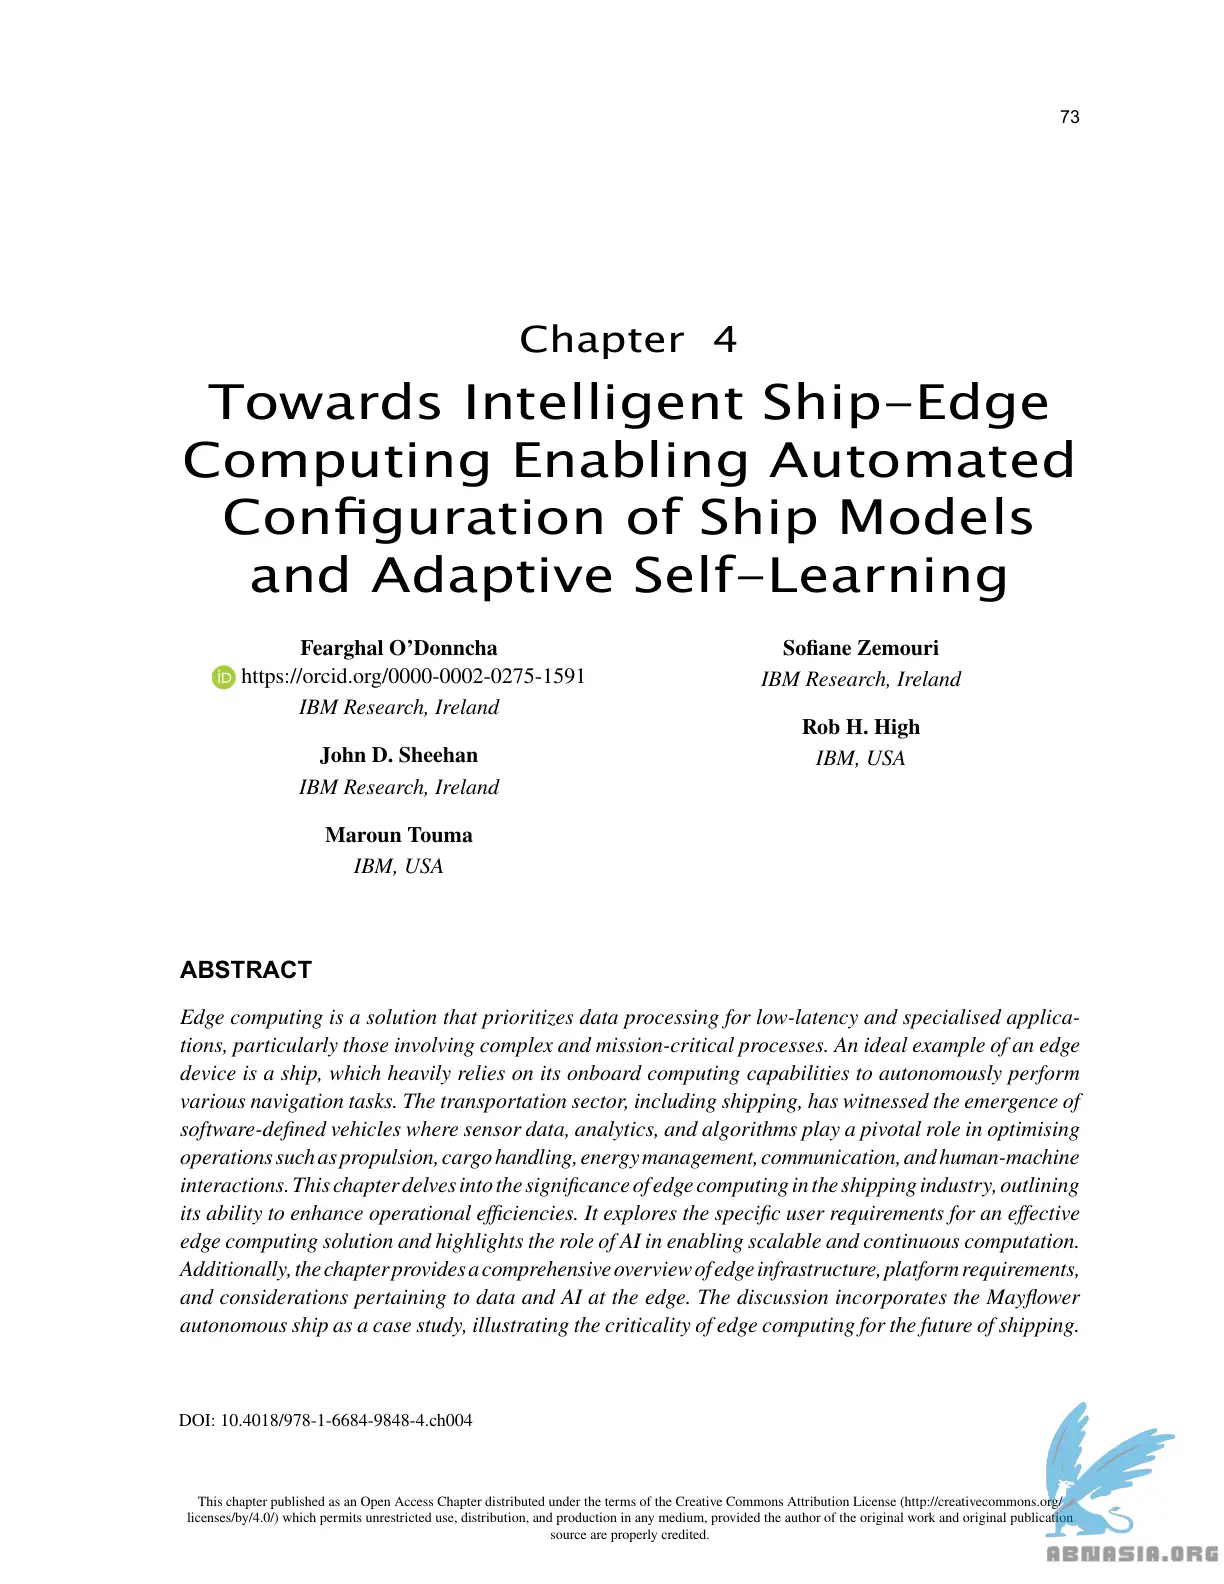 73
Chapter 4
Towards Intelligent Ship-Edge
Computing Enabling Automated
Configuration of Ship Models
and Adaptive Self-Learning
Fearghal O'Donncha
iD https://orcid.org/0000-0002-0275-1591
IBM Research, Ireland
John D. Sheehan
IBM Research, Ireland
Maroun Touma
IBM, USA
Sofiane Zemouri
IBM Research, Ireland
Rob H. High
IBM, USA
ABSTRACT
Edge computing is a solution that prioritizes data processing for low-latency and specialised applica-
tions, particularly those involving complex and mission-critical processes. An ideal example of an edge
device is a ship, which heavily relies on its onboard computing capabilities to autonomously perform
various navigation tasks. The transportation sector, including shipping, has witnessed the emergence of
software-defined vehicles where sensor data, analytics, and algorithms play a pivotal role in optimising
operations such as propulsion, cargo handling, energy management, communication, and human-machine
interactions. This chapter delves into the significance of edge computing in the shipping industry, outlining
its ability to enhance operational efficiencies. It explores the specific user requirements for an effective
edge computing solution and highlights the role of AI in enabling scalable and continuous computation.
Additionally, the chapter provides a comprehensive overview of edge infrastructure, platform requirements,
and considerations pertaining to data and AI at the edge. The discussion incorporates the Mayflower
autonomous ship as a case study, illustrating the criticality of edge computing for the future of shipping.
DOI: 10.4018/978-1-6684-9848-4.ch004
This chapter published as an Open Access Chapter distributed under the terms of the Creative Commons Attribution License (http://creativecommons.org/
licenses/by/4.0/) which permits unrestricted use, distribution, and production in any medium, provided the author of the original work and original publication
source are properly credited.
ABNASIA.ORG